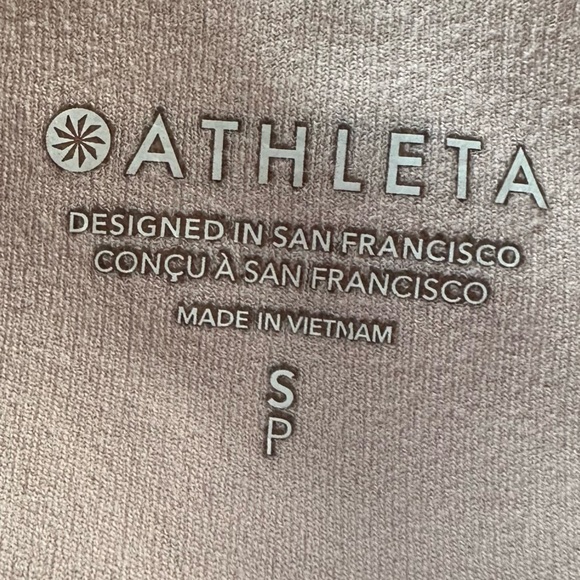 ATHLETA
DESIGNED IN SAN FRANCISCO
CONÇU À SAN FRANCISCO
MADE IN VIETNAM
S
P